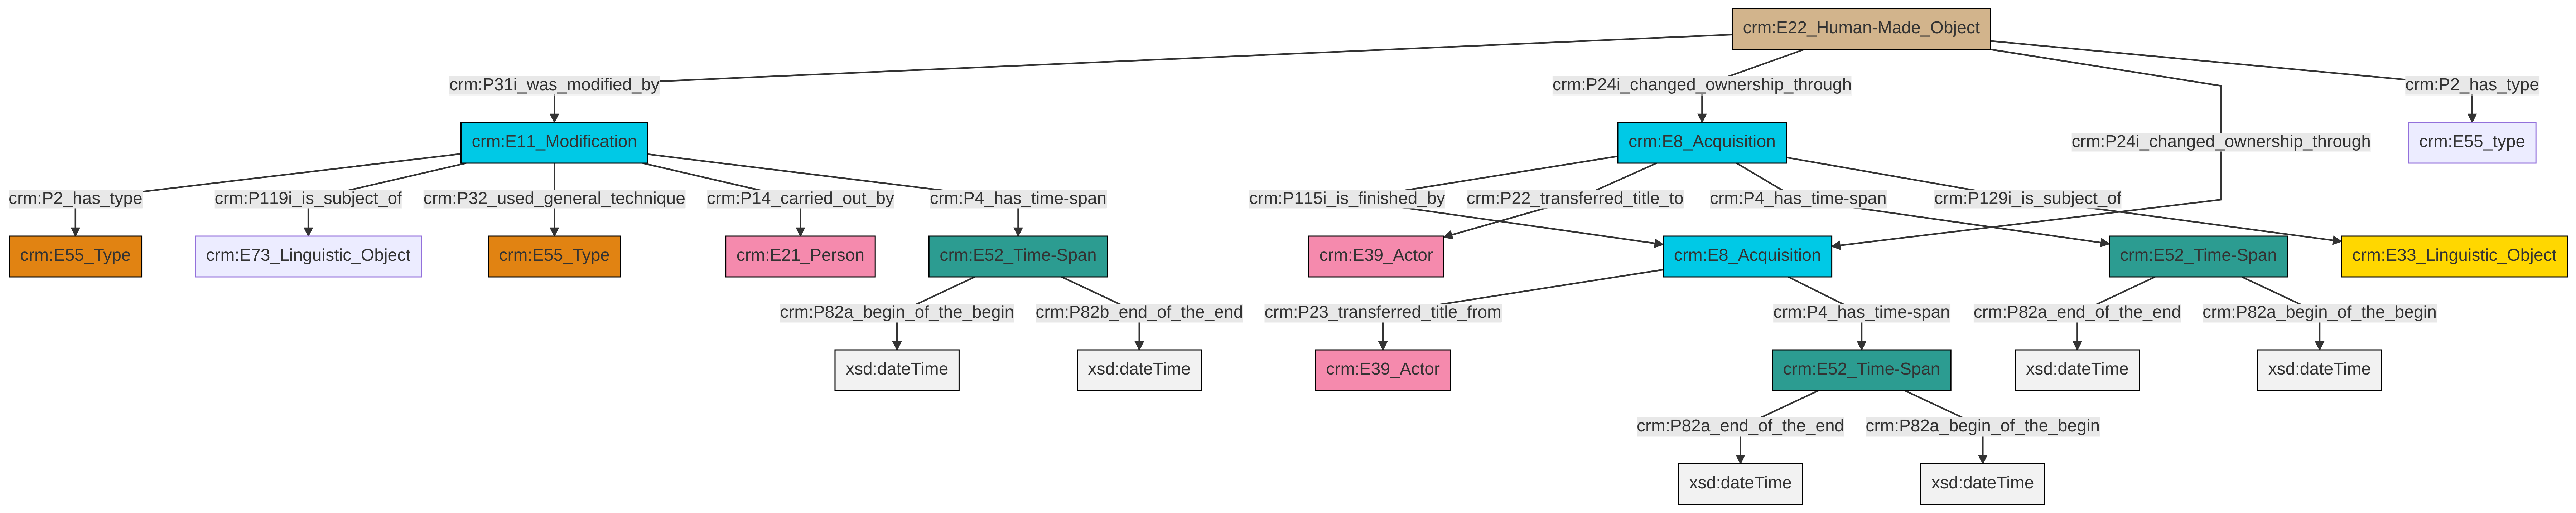 crm:E22_Human-Made_Object
crm:P31i_was_modified_by
crm:P24i_changed_ownership_through
crm:P2_has_type
crm:E11_Modification
crm:E8_Acquisition
crm:P24i_changed_ownership_through
crm:E55_type
crm:P2_has_type
crm:P119i_is_subject_of
crm:P32_used_general_technique
crm:P14_carried_out_by
crm:P4_has_time-span
crm:P115i_is_finished_by
crm:P22_transferred_title_to
crm:P4_has_time-span
crm:P129i_is_subject_of
crm:E55_Type
crm:E73_Linguistic_Object
crm:E55_Type
crm:E21_Person
crm:E52_Time-Span
crm:E39_Actor
crm:E8_Acquisition
crm:E52_Time-Span
crm:E33_Linguistic_Object
crm:P82a_begin_of_the_begin
crm:P82b_end_of_the_end
crm:P23_transferred_title_from
crm:P4_has_time-span
crm:P82a_end_of_the_end
crm:P82a_begin_of_the_begin
xsd:dateTime
xsd:dateTime
crm:E39_Actor
crm:E52_Time-Span
xsd:dateTime
xsd:dateTime
crm:P82a_end_of_the_end
crm:P82a_begin_of_the_begin
xsd:dateTime
xsd:dateTime